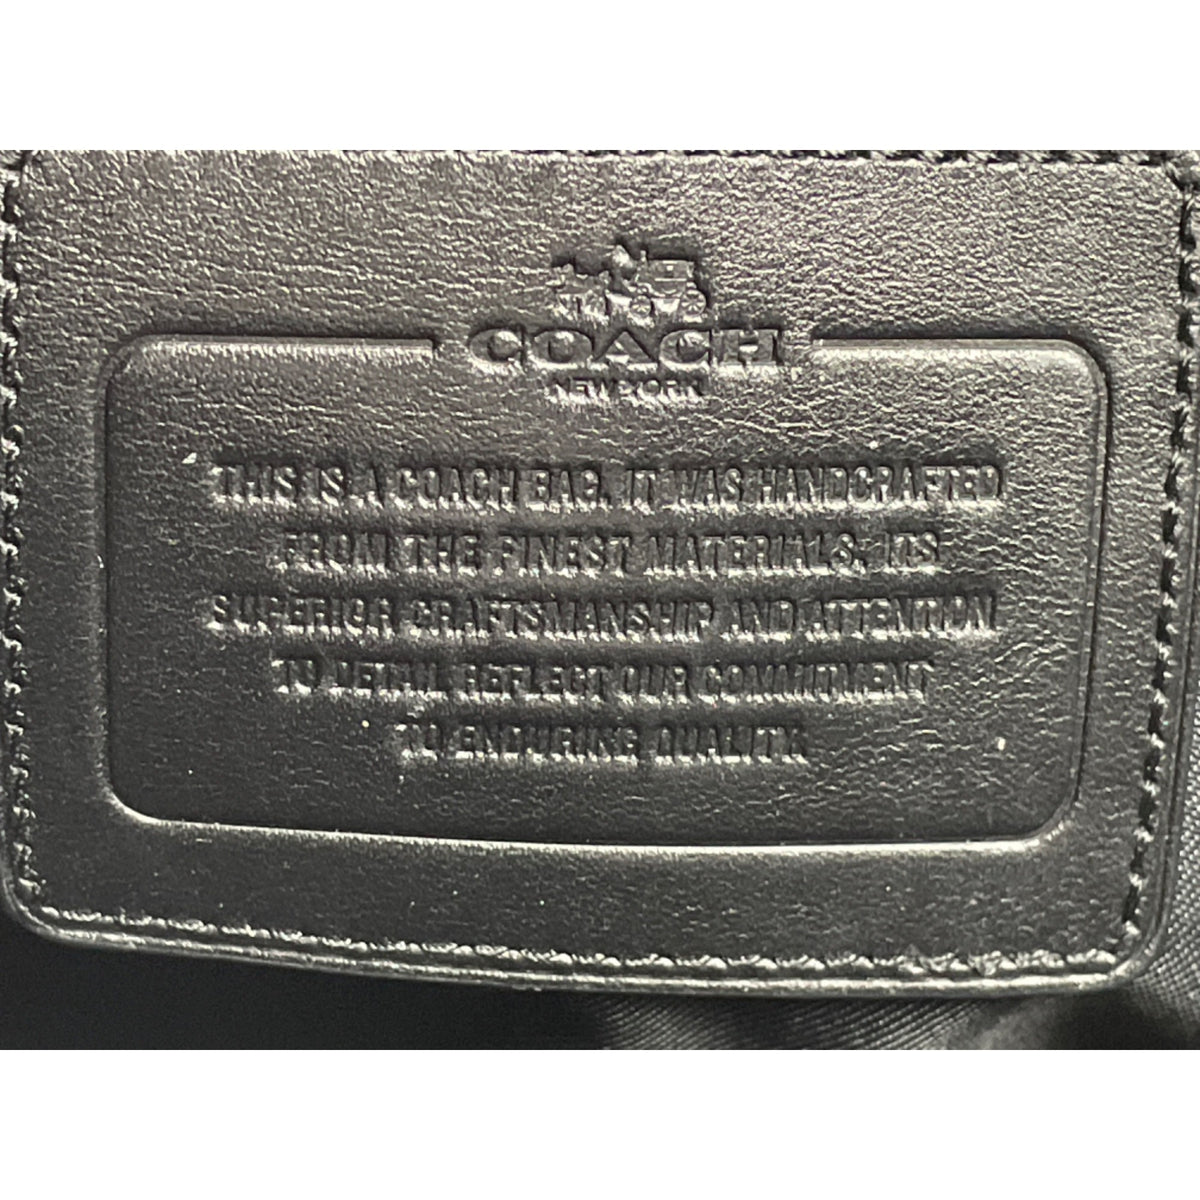 COACH
NEW YORK
THIS IS A COACH BAG. IT WAS HANDCRAFTED
FROM THE FINEST MATERIALS. ITS
SUPERIOR CRAFTSMANSHIP AND ATTENTION
TO DETAIL REFLECT OUR COMMITMENT
TO ENDURING QUALITY.